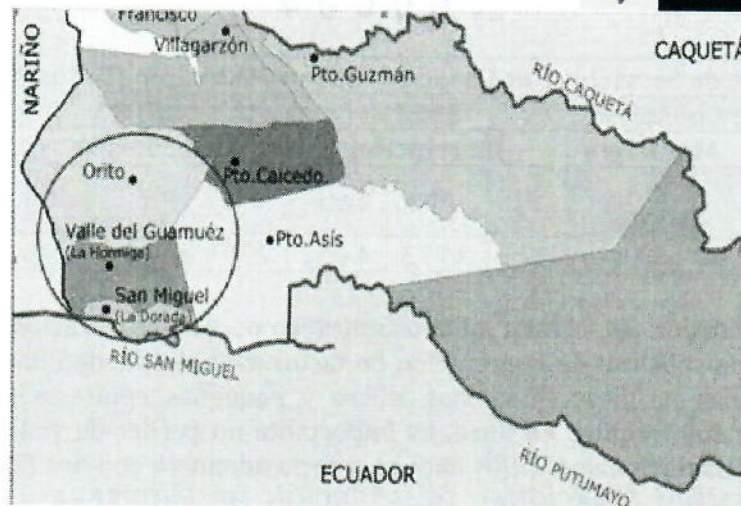 Francisco
Villagarzón
Pto.Guzmán
CAQUETÁ
NARIÑO
RÍO CAQUETÁ
Orito
Pto.Caicedo
Valle del Guamuéz
(La Hormiga)
Pto.Asís
San Miguel
(La Dorada)
RÍO SAN MIGUEL
ECUADOR
RÍO PUTUMAYO